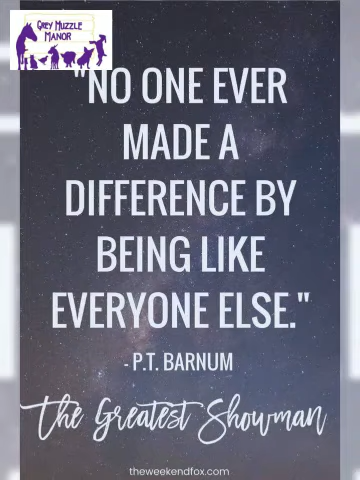 Grey Muzzle
Manor
"NO ONE EVER
MADE A
DIFFERENCE BY
BEING LIKE
EVERYONE ELSE."
- P.T. BARNUM
The Greatest Showman
theweekendfox.com